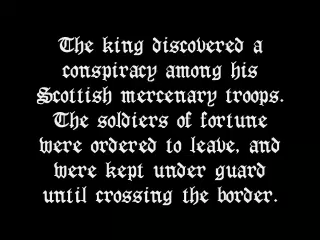 The king discovered a
conspiracy among his
Scottish mercenary troops.
The soldiers of fortune
were ordered to leave, and
were kept under guard
until crossing the border.